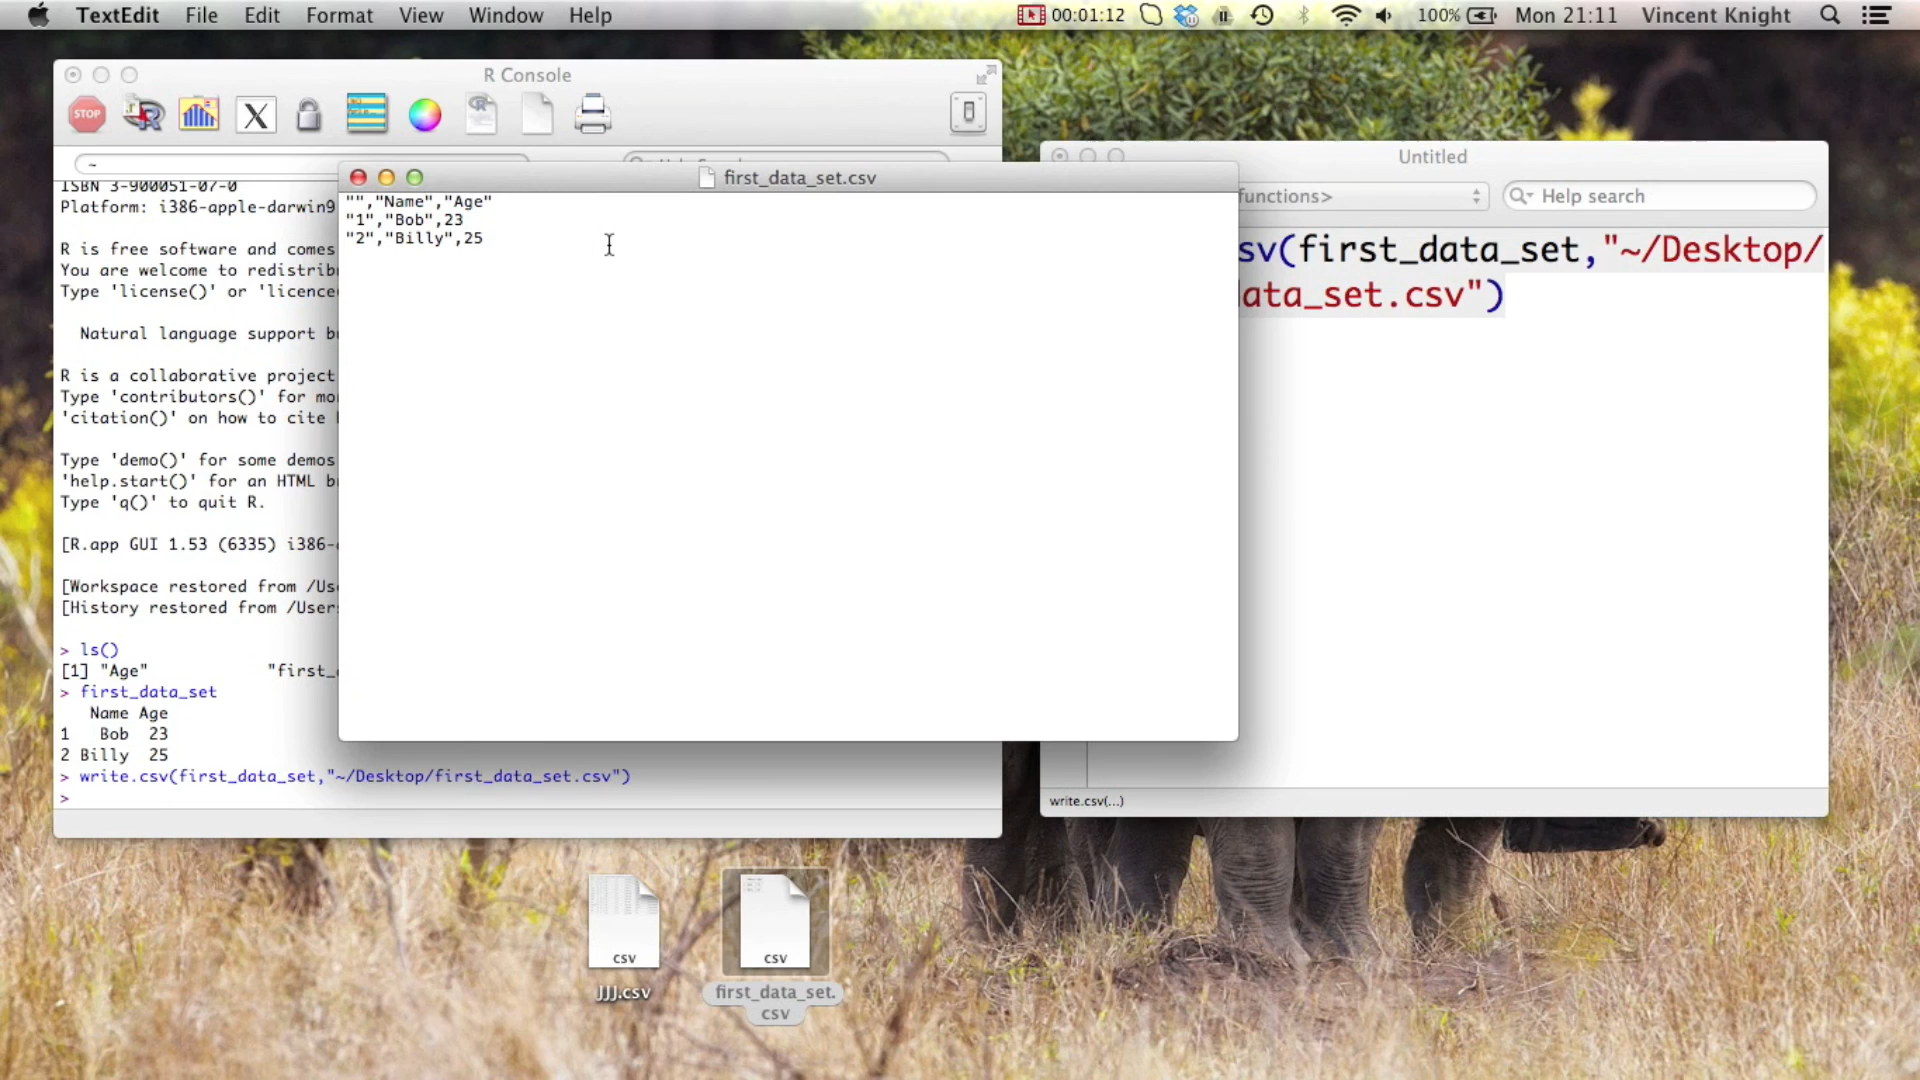 TextEdit File Edit Format View Window Help
00:01:12 100% Mon 21:11 Vincent Knight
R Console
STOP
~
ISBN 3-900051-07-0
Platform: i386-apple-darwin9
R is free software and comes
You are welcome to redistrib
Type 'license()' or 'licence
Natural language support b
R is a collaborative project
Type 'contributors()' for mo
'citation()' on how to cite
Type 'demo()' for some demos
'help.start()' for an HTML b
Type 'q()' to quit R.
[R.app GUI 1.53 (6335) i386-
[Workspace restored from /Us
[History restored from /User
> ls()
[1] "Age" "first_
> first_data_set
Name Age
1 Bob 23
2 Billy 25
> write.csv(first_data_set,"~/Desktop/first_data_set.csv")
>
first_data_set.csv
"","Name","Age"
"1","Bob",23
"2","Billy",25
Untitled
functions>
Help search
sv(first_data_set,"~/Desktop/
ata_set.csv")
write.csv(...)
csv
JJJ.csv
csv
first_data_set.
csv